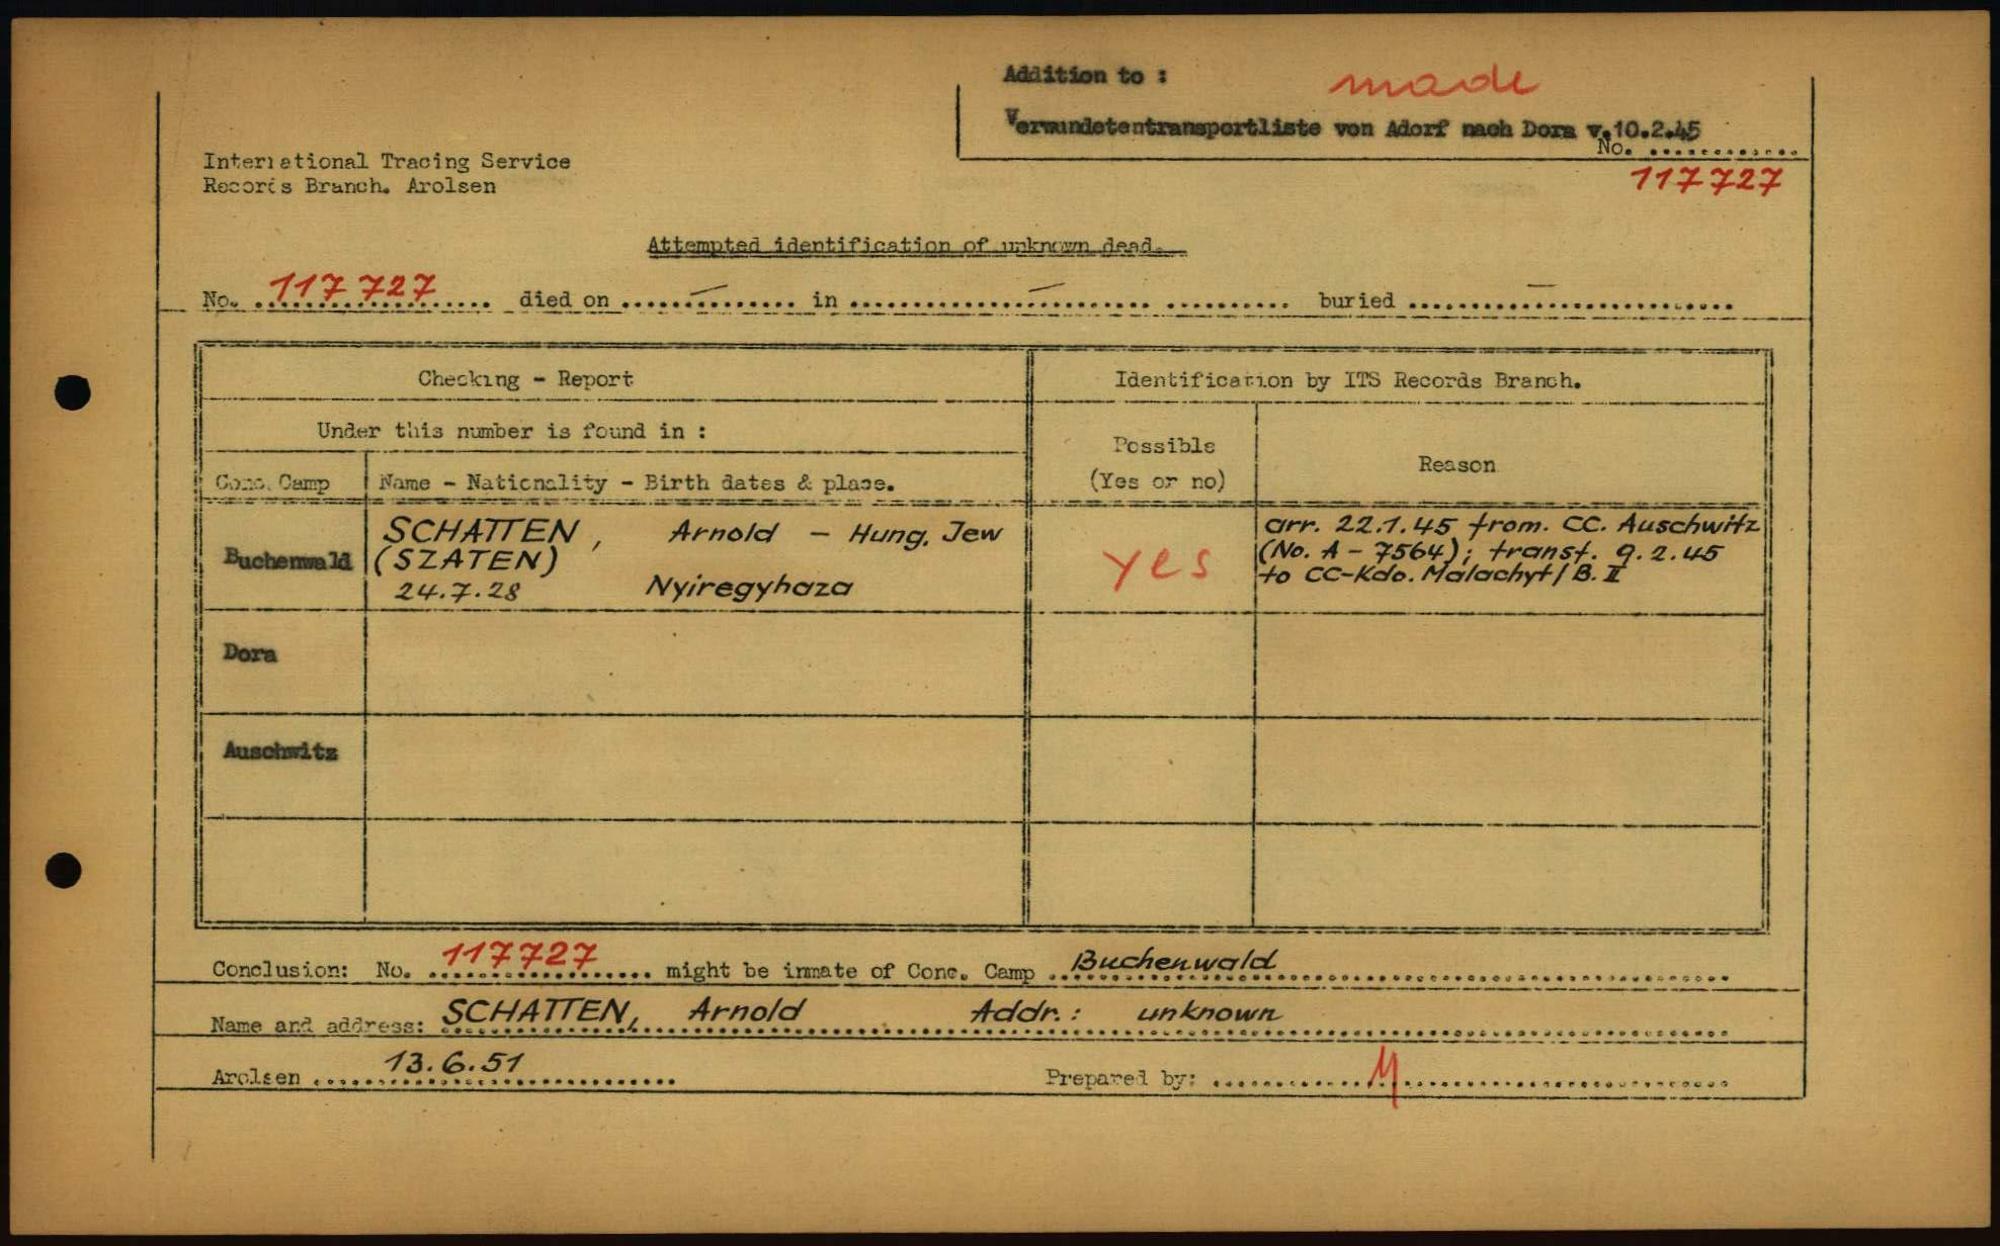 Addition to :
made
Verwundetentransportliste von Adorf nach Dora v.10.2.45
No. ............
117727
International Tracing Service
Records Branch. Arolsen
Attempted identification of unknown dead.
No. 117 727 died on ..... — ..... in ..... — ..... buried ..... — .....
Checking - Report
Identification by ITS Records Branch.
Under this number is found in :
Possible
(Yes or no)
Reason
Conc. Camp
Name - Nationality - Birth dates & place.
Buchenwald
SCHATTEN, Arnold - Hung. Jew
(SZATEN)
24.7.28 Nyiregyhaza
yes
arr. 22.1.45 from. CC. Auschwitz
(No. A - 7564); transf. 9.2.45
to CC-Kdo. Malachyt/B. II
Dora
Auschwitz
Conclusion: No. 117727 might be inmate of Conc. Camp Buchenwald
Name and address: SCHATTEN, Arnold Addr.: unknown
Arolsen 13.6.51 Prepared by: